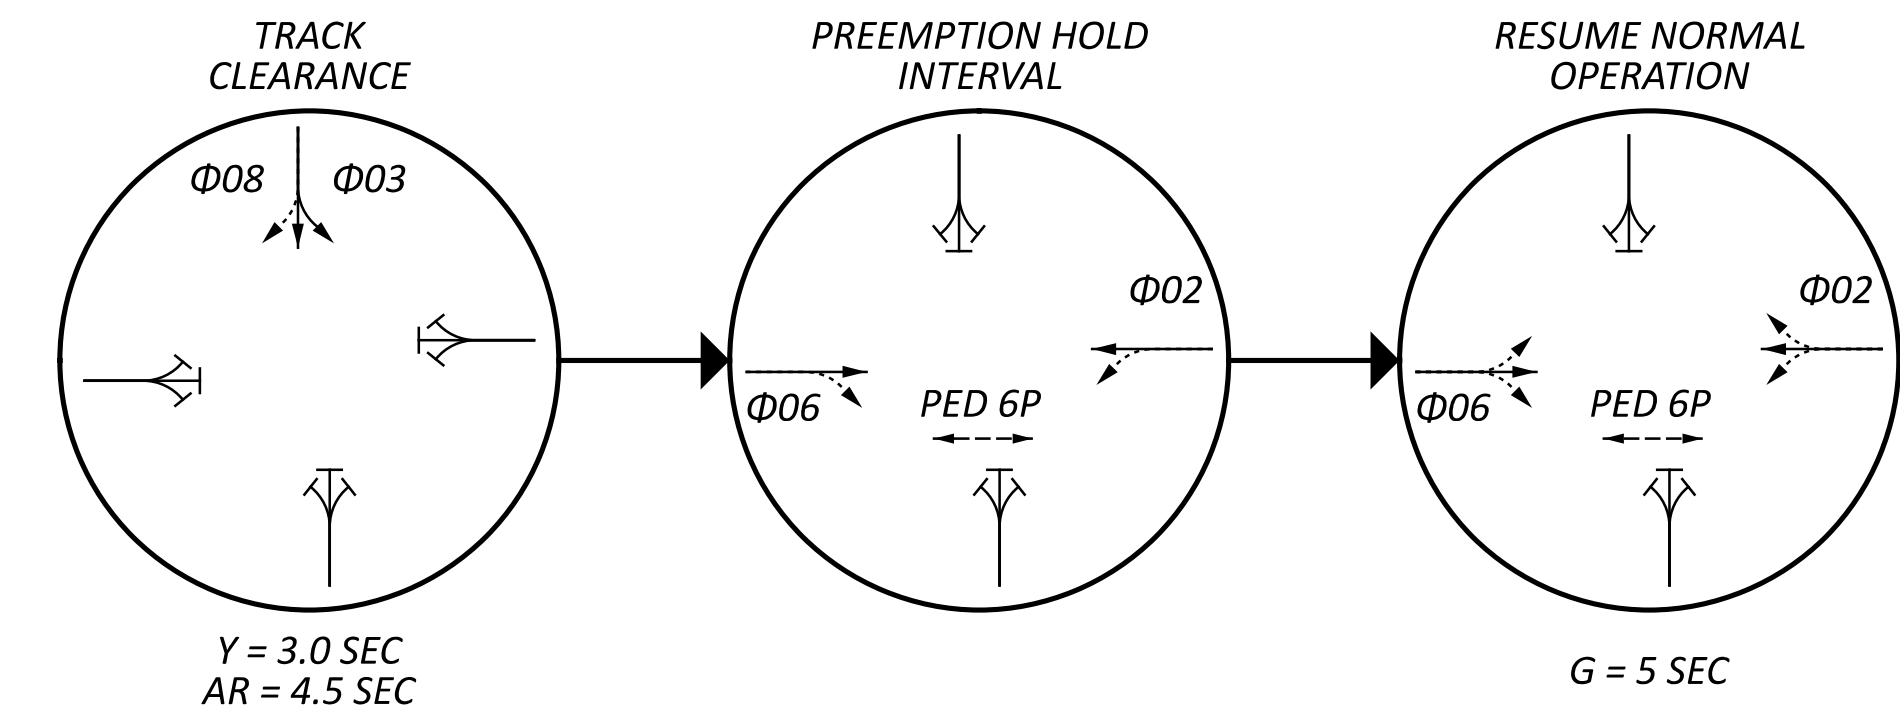 TRACK
CLEARANCE
Φ08
Φ03
Y = 3.0 SEC
AR = 4.5 SEC
PREEMPTION HOLD
INTERVAL
Φ02
Φ06
PED 6P
RESUME NORMAL
OPERATION
Φ02
Φ06
PED 6P
G = 5 SEC